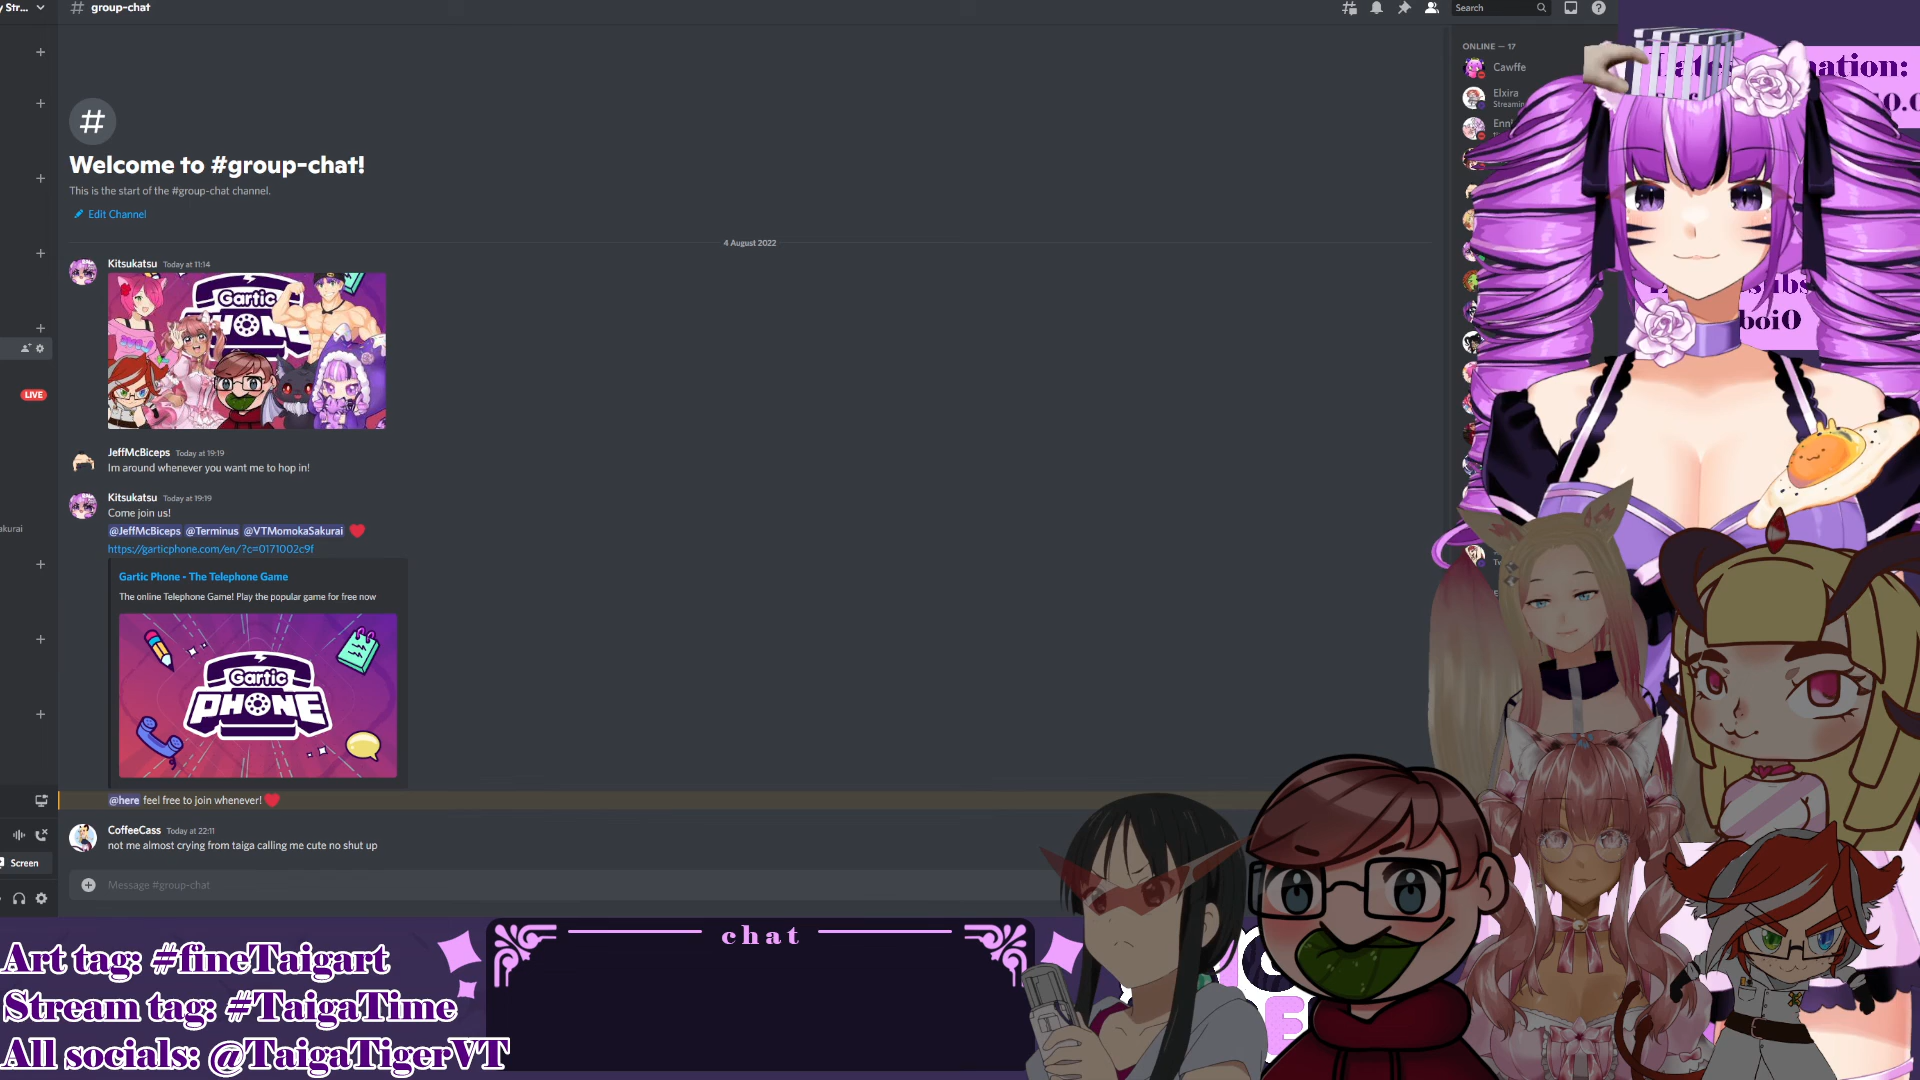 y Str...
group-chat
Search
Welcome to #group-chat!
This is the start of the #group-chat channel.
Edit Channel
4 August 2022
Kitsukatsu Today at 11:14
Gartic
PHONE
JeffMcBiceps Today at 19:19
Im around whenever you want me to hop in!
Kitsukatsu Today at 19:19
Come join us!
@JeffMcBiceps @Terminus @VTMomokaSakurai
https://garticphone.com/en/?c=0171002c9f
Gartic Phone - The Telephone Game
The online Telephone Game! Play the popular game for free now
Gartic
PHONE
@here feel free to join whenever!
CoffeeCass Today at 22:11
not me almost crying from taiga calling me cute no shut up
Message #group-chat
LIVE
akurai
Screen
ONLINE — 17
Cawffe
Elxira
Streaming
boi0
chat
Art tag: #fineTaigart
Stream tag: #TaigaTime
All socials: @TaigaTigerVT